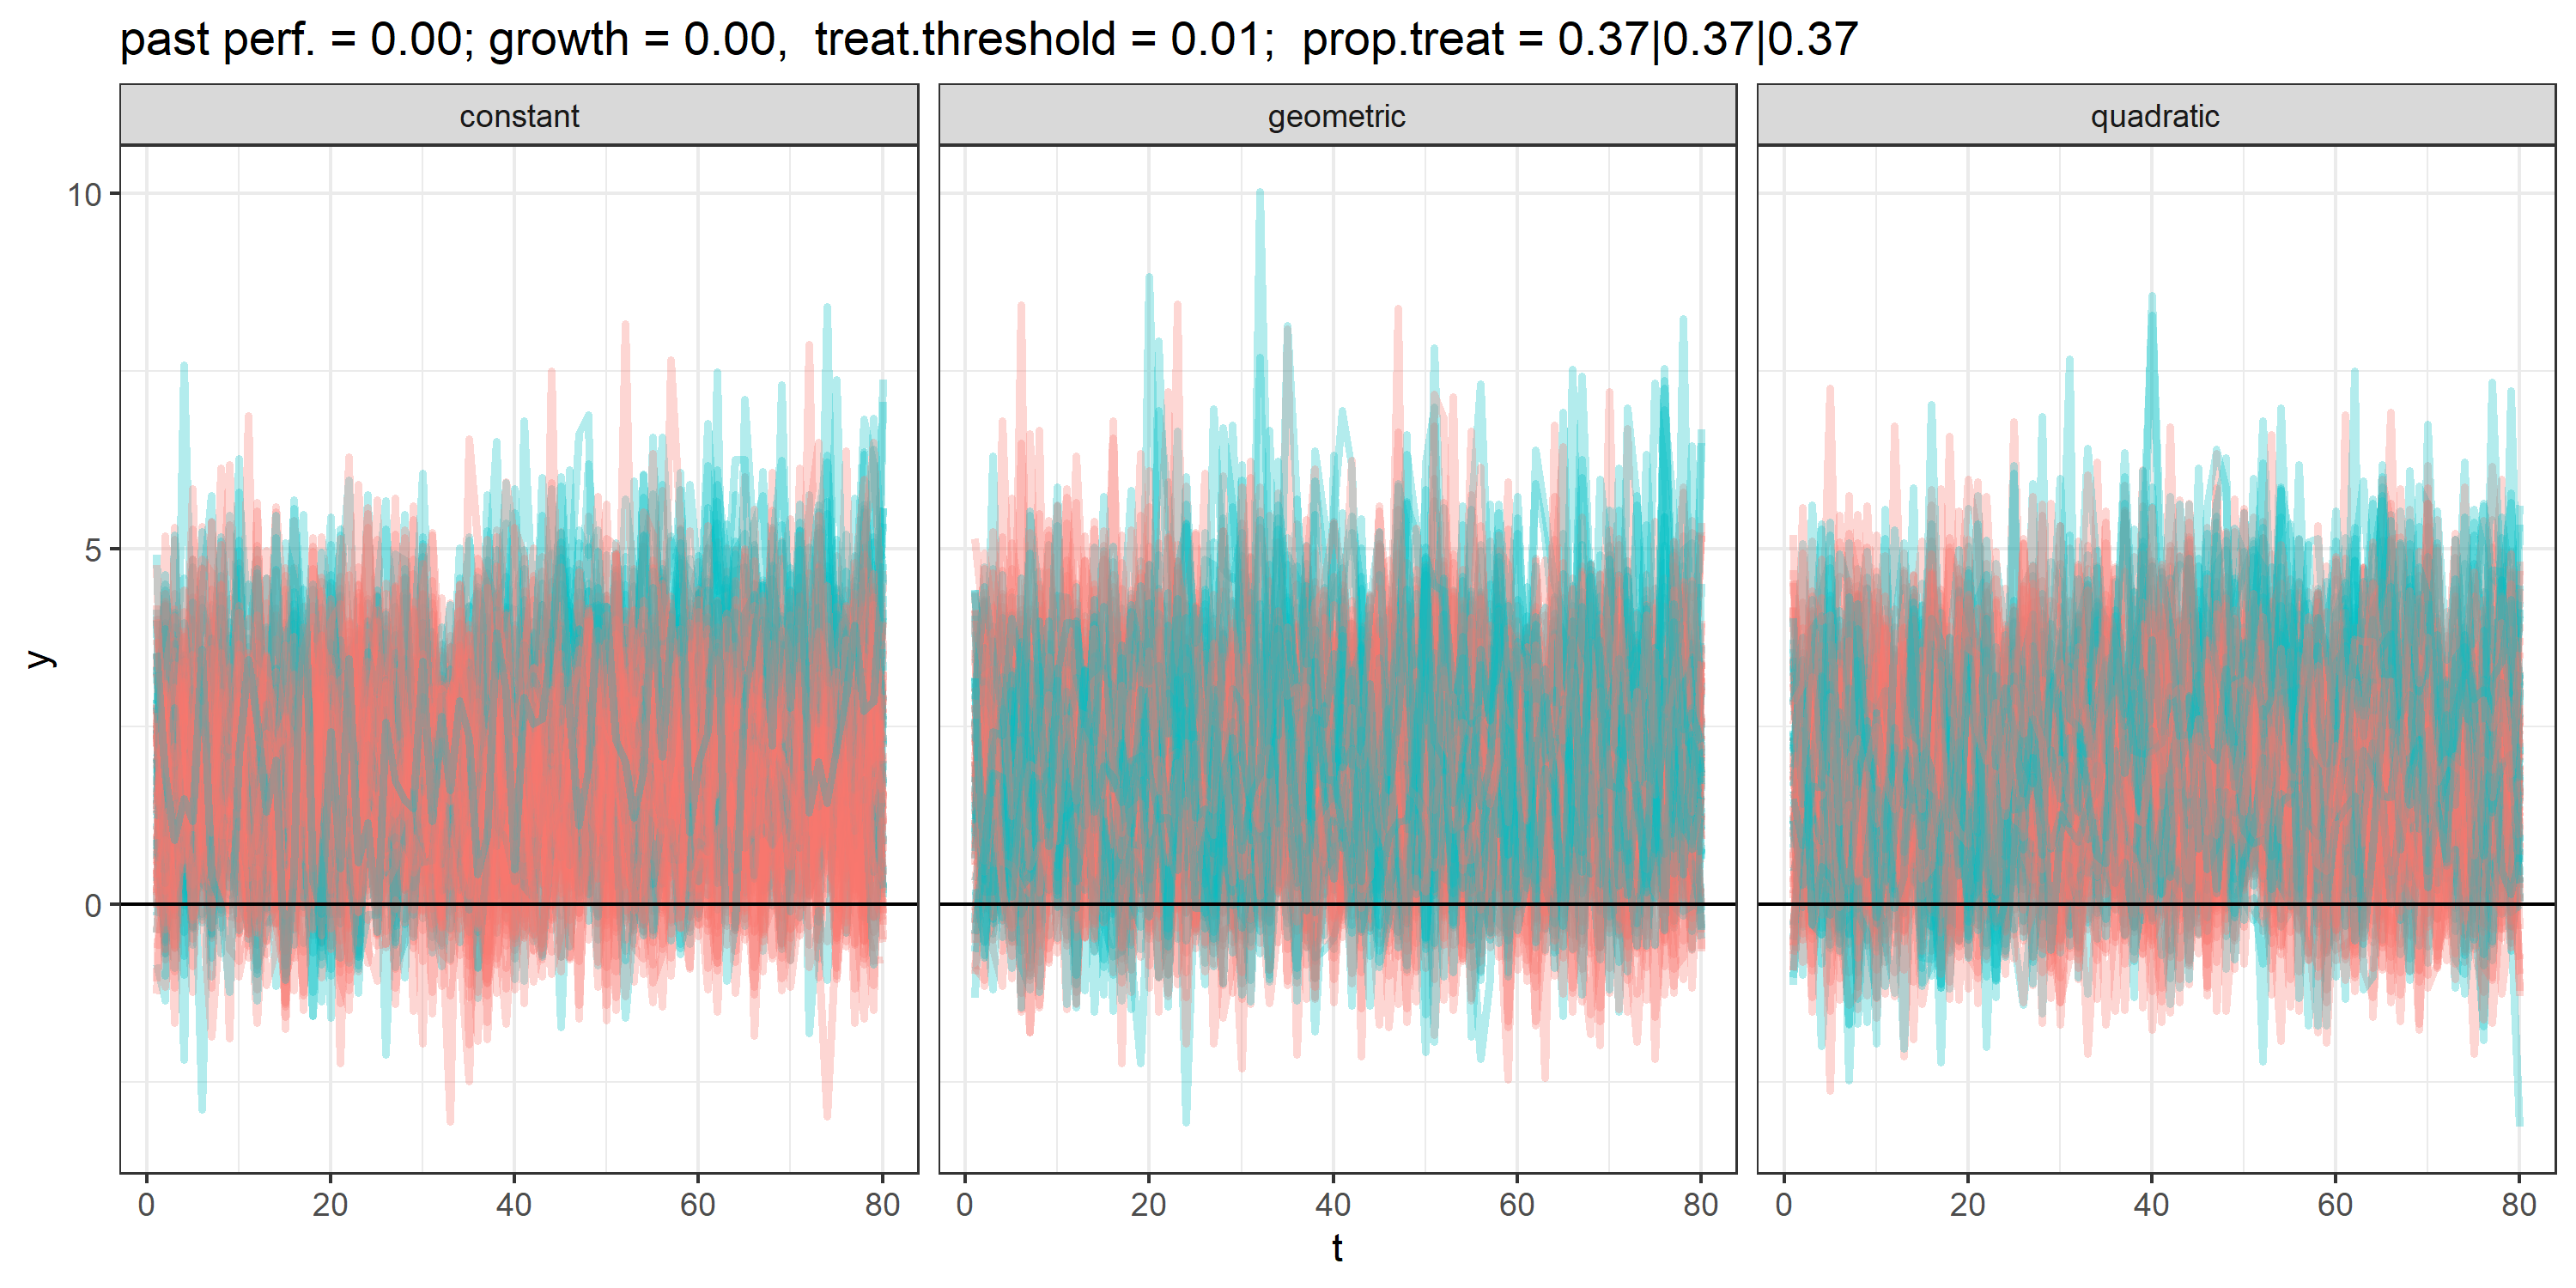 past perf. = 0.00; growth = 0.00,  treat.threshold = 0.01;  prop.treat = 0.37|0.37|0.37
constant geometric quadratic
10
5
0
y
0 20 40 60 80 0 20 40 60 80 0 20 40 60 80
t